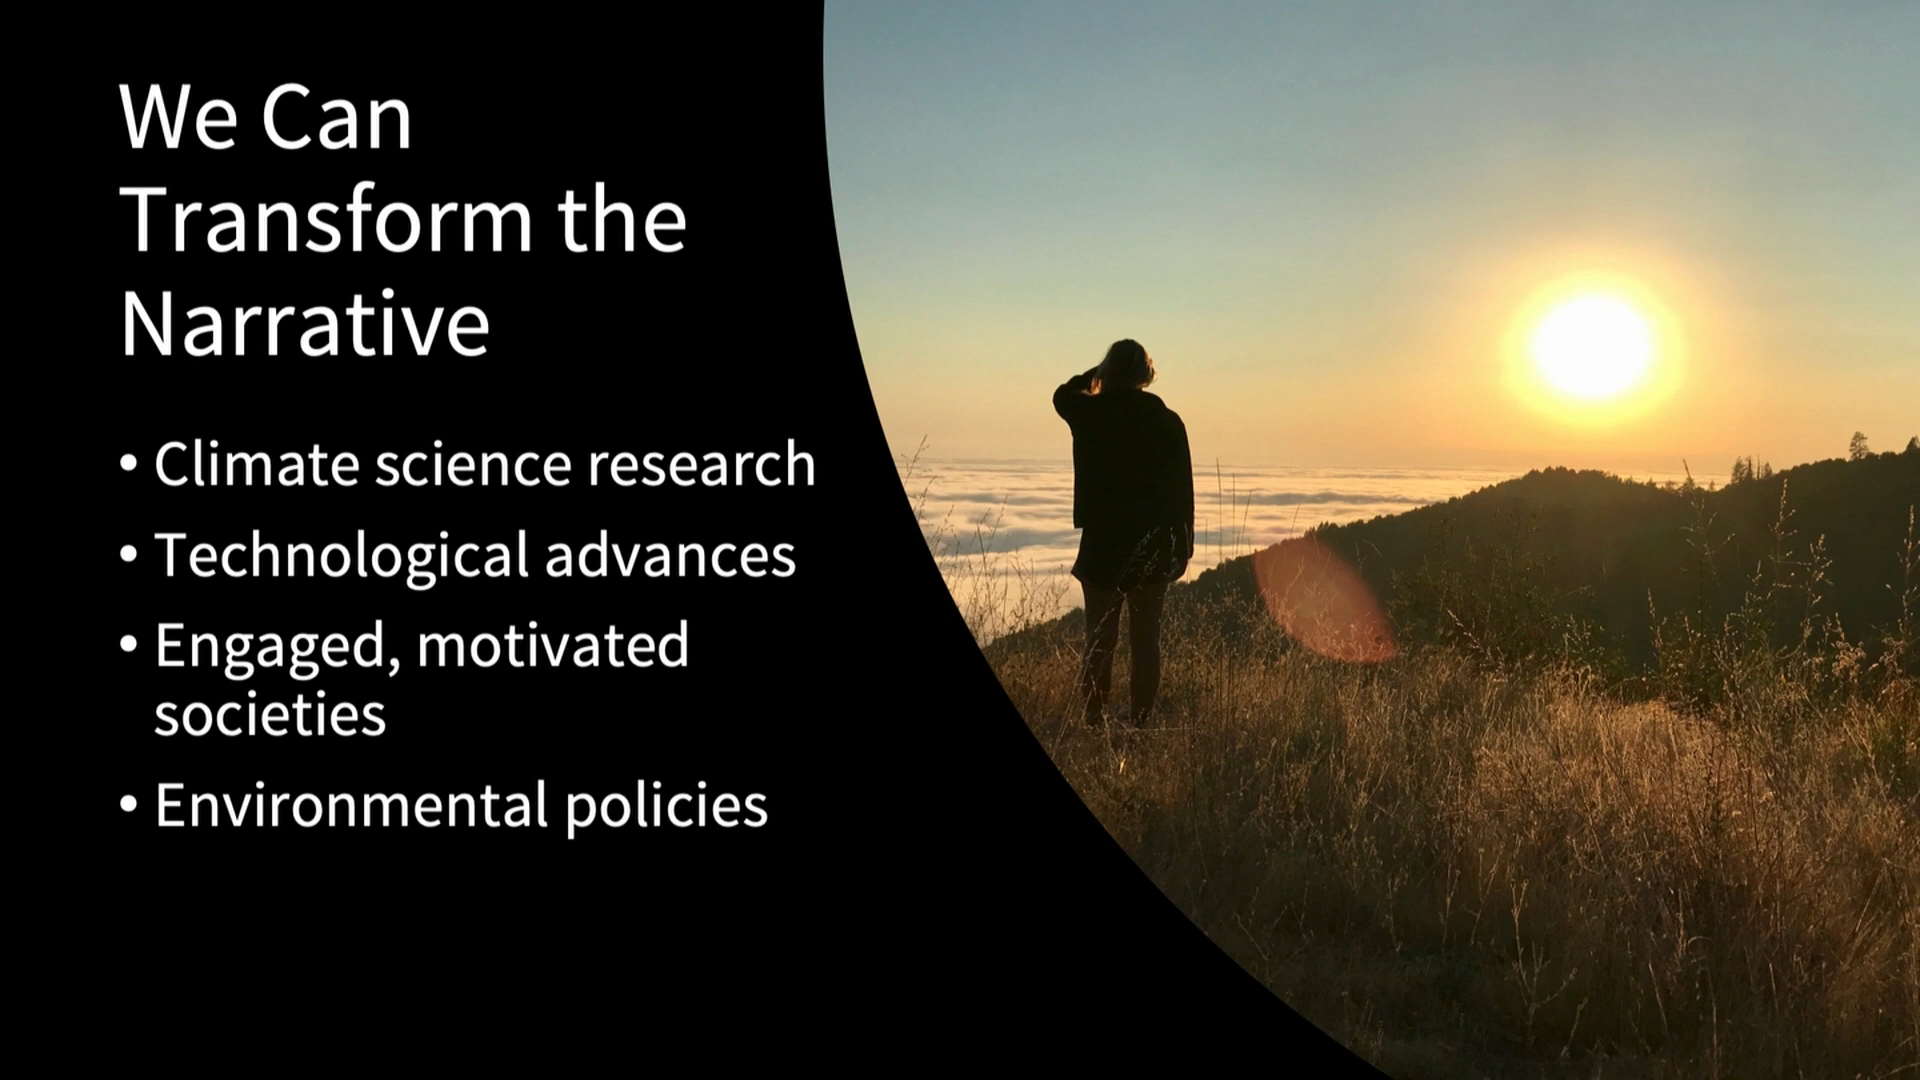 We Can
Transform the
Narrative
• Climate science research
• Technological advances
• Engaged, motivated
societies
• Environmental policies